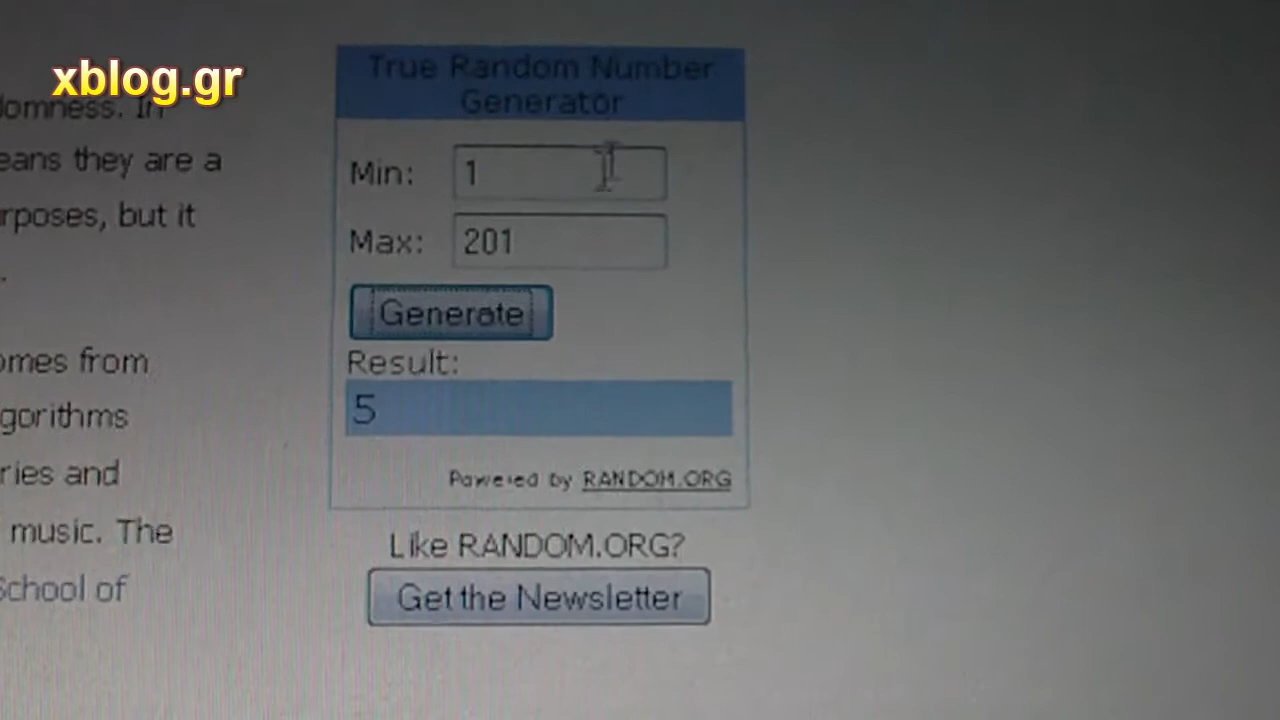 xblog.gr
True Random Number
Generator
domness. In
eans they are a
Min: 1
rposes, but it
Max: 201
Generate
omes from
Result:
gorithms
5
ries and
Powered by RANDOM.ORG
music. The
Like RANDOM.ORG?
School of
Get the Newsletter